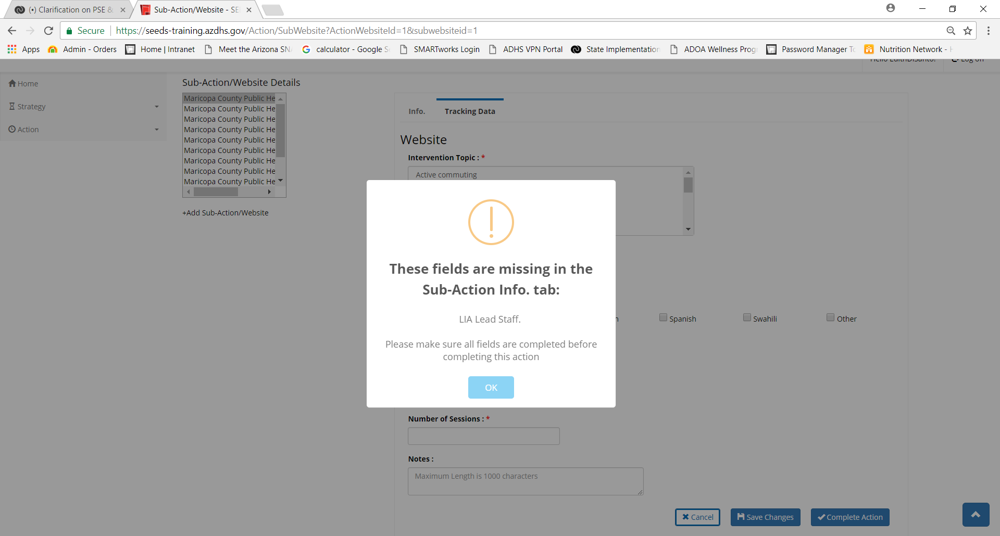 (•) Clarification on PSE &
Sub-Action/Website - SE
Secure
https://seeds-training.azdhs.gov/Action/SubWebsite?ActionWebsiteId=1&subwebsiteid=1
Apps
Admin - Orders
Home | Intranet
Meet the Arizona SN
calculator - Google S
SMARTworks Login
ADHS VPN Portal
State Implementation
ADOA Wellness Prog
Password Manager T
Nutrition Network -
Hello EdithDiSanto!
Log off
Home
Strategy
Action
Sub-Action/Website Details
Maricopa County Public He
Maricopa County Public He
Maricopa County Public He
Maricopa County Public He
Maricopa County Public He
Maricopa County Public He
Maricopa County Public He
Maricopa County Public He
Maricopa County Public He
+Add Sub-Action/Website
Info.
Tracking Data
Website
Intervention Topic : *
Active commuting
These fields are missing in the
Sub-Action Info. tab:
LIA Lead Staff.
Please make sure all fields are completed before
completing this action
OK
Spanish
Swahili
Other
Number of Sessions : *
Notes :
Maximum Length is 1000 characters
Cancel
Save Changes
Complete Action